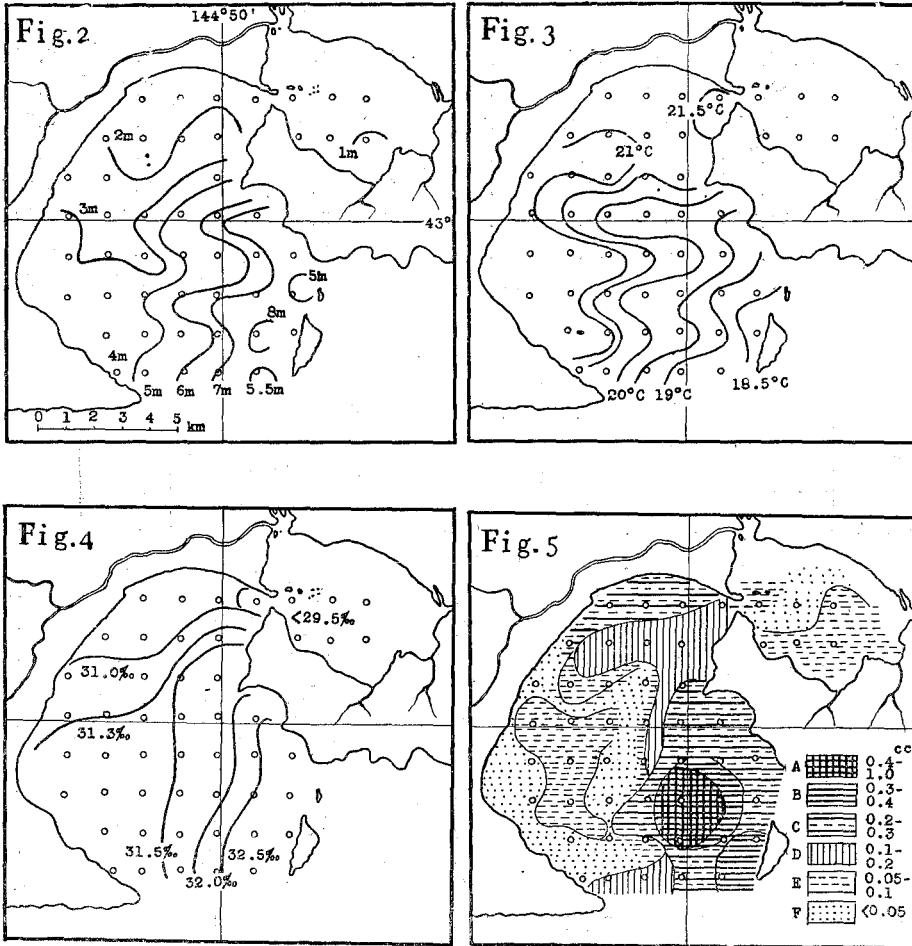 Fig.2
144°50'
2m
1m
3m
43°
5m
8m
4m
5m
6m
7m
5.5m
0 1 2 3 4 5 km
Fig.3
21.5°C
21°C
20°C
19°C
18.5°C
Fig.4
<29.5‰
31.0‰
31.3‰
31.5‰
32.5‰
32.0‰
Fig.5
cc
A 0.4-1.0
B 0.3-0.4
C 0.2-0.3
D 0.1-0.2
E 0.05-0.1
F <0.05